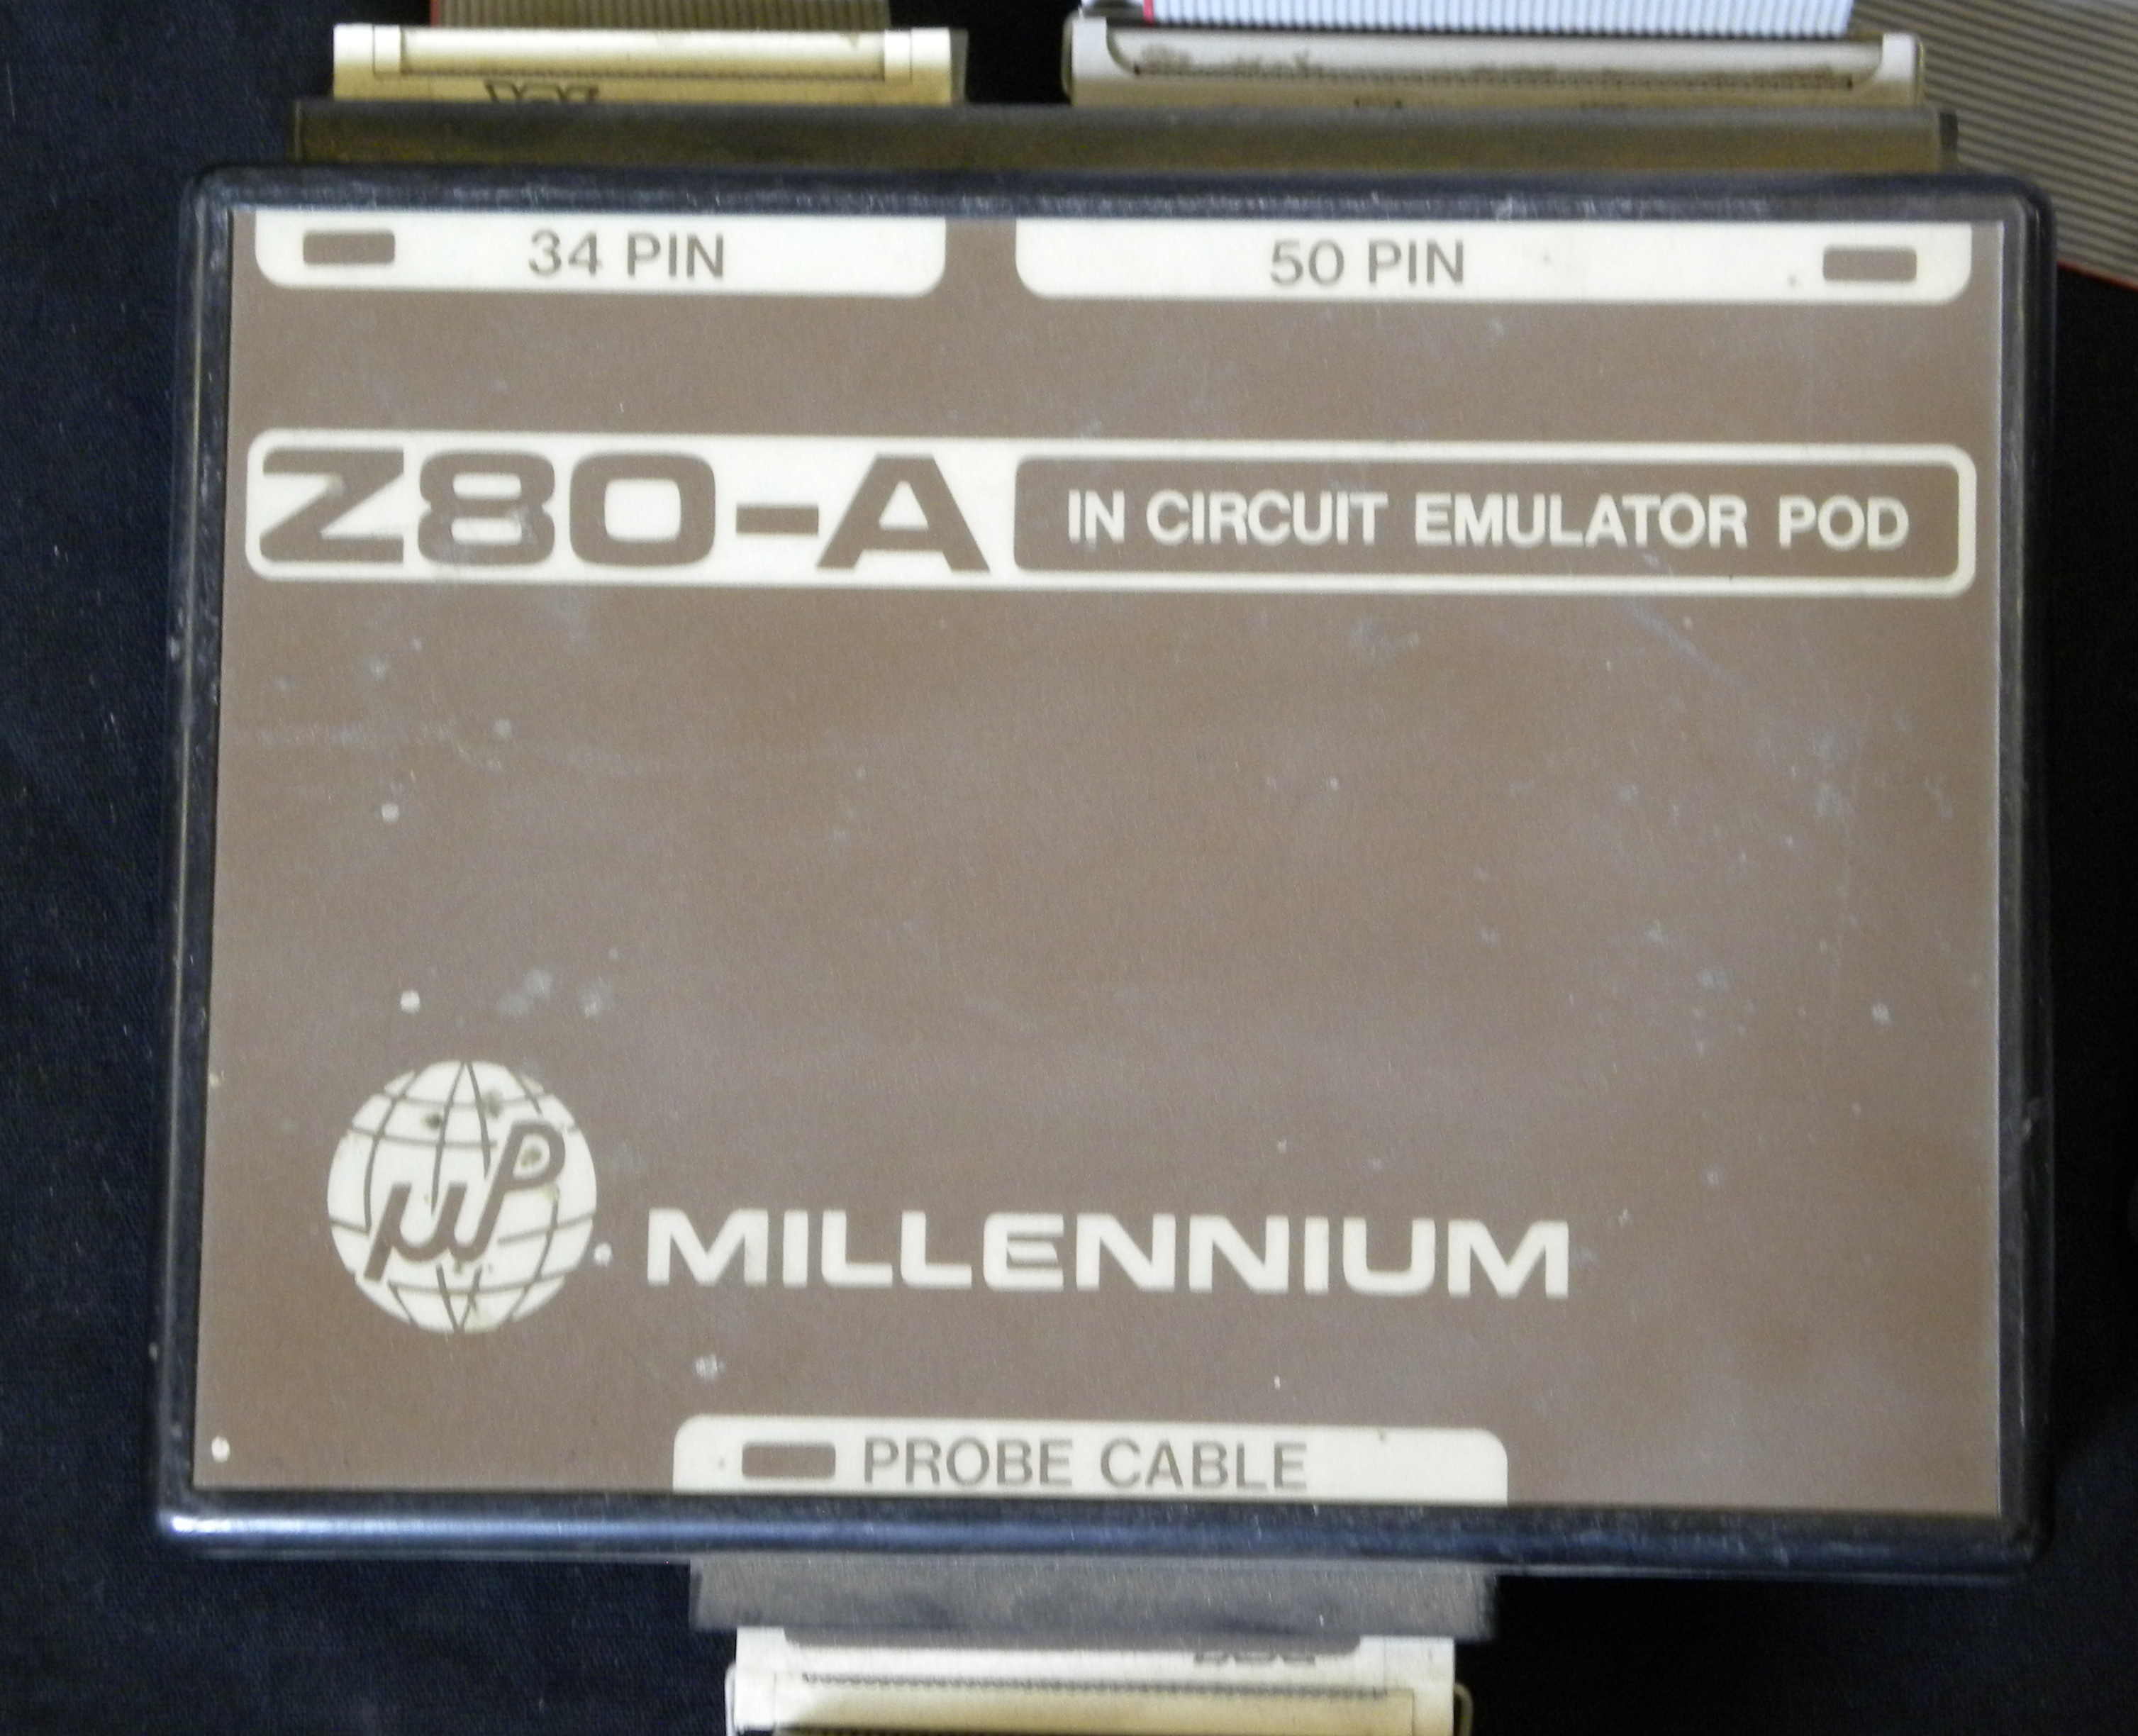 34 PIN
50 PIN
Z80-A IN CIRCUIT EMULATOR POD
µP MILLENNIUM
PROBE CABLE